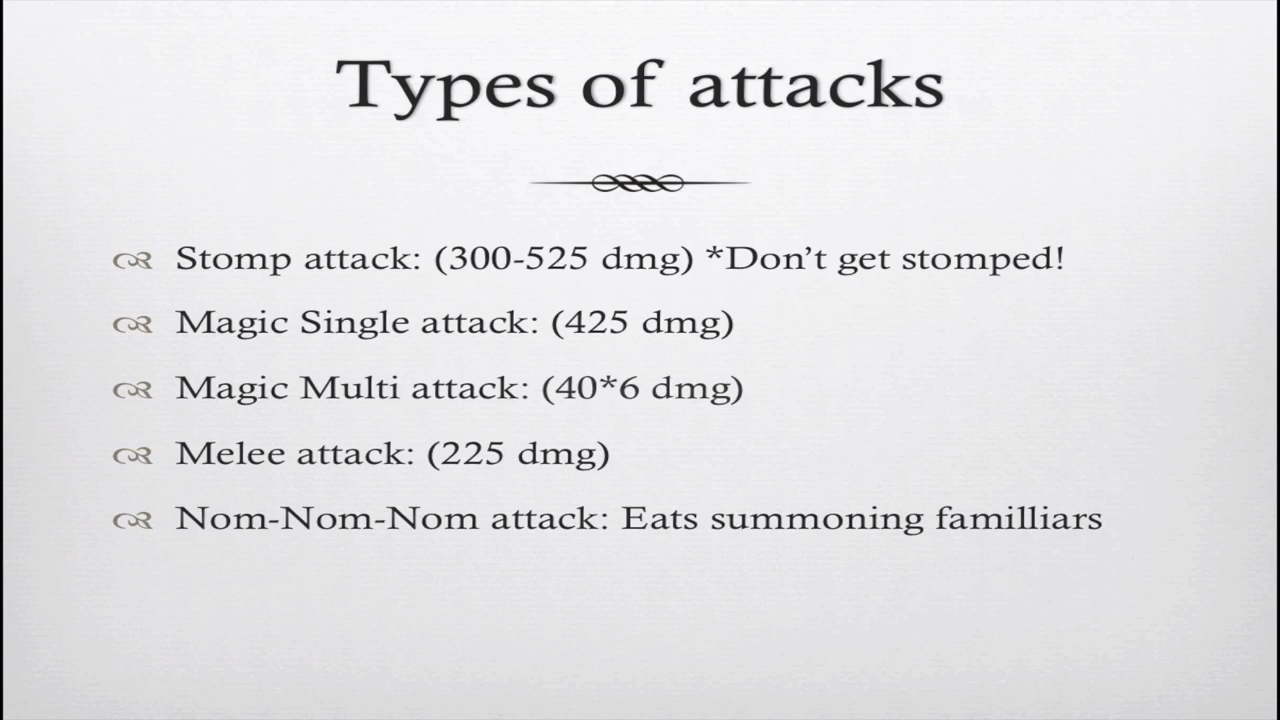 Types of attacks
Stomp attack: (300-525 dmg) *Don’t get stomped!
Magic Single attack: (425 dmg)
Magic Multi attack: (40*6 dmg)
Melee attack: (225 dmg)
Nom-Nom-Nom attack: Eats summoning familliars